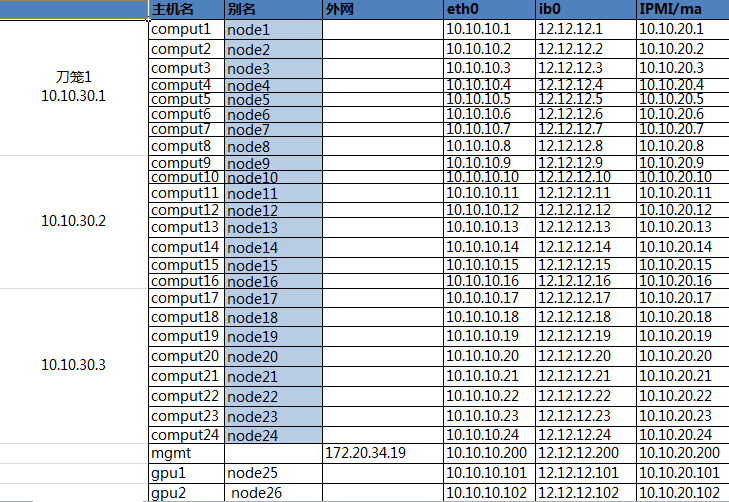 主机名 别名 外网 eth0 ib0 IPMI/ma
刀笼1
10.10.30.1
comput1 node1 10.10.10.1 12.12.12.1 10.10.20.1
comput2 node2 10.10.10.2 12.12.12.2 10.10.20.2
comput3 node3 10.10.10.3 12.12.12.3 10.10.20.3
comput4 node4 10.10.10.4 12.12.12.4 10.10.20.4
comput5 node5 10.10.10.5 12.12.12.5 10.10.20.5
comput6 node6 10.10.10.6 12.12.12.6 10.10.20.6
comput7 node7 10.10.10.7 12.12.12.7 10.10.20.7
comput8 node8 10.10.10.8 12.12.12.8 10.10.20.8
10.10.30.2
comput9 node9 10.10.10.9 12.12.12.9 10.10.20.9
comput10 node10 10.10.10.10 12.12.12.10 10.10.20.10
comput11 node11 10.10.10.11 12.12.12.11 10.10.20.11
comput12 node12 10.10.10.12 12.12.12.12 10.10.20.12
comput13 node13 10.10.10.13 12.12.12.13 10.10.20.13
comput14 node14 10.10.10.14 12.12.12.14 10.10.20.14
comput15 node15 10.10.10.15 12.12.12.15 10.10.20.15
comput16 node16 10.10.10.16 12.12.12.16 10.10.20.16
10.10.30.3
comput17 node17 10.10.10.17 12.12.12.17 10.10.20.17
comput18 node18 10.10.10.18 12.12.12.18 10.10.20.18
comput19 node19 10.10.10.19 12.12.12.19 10.10.20.19
comput20 node20 10.10.10.20 12.12.12.20 10.10.20.20
comput21 node21 10.10.10.21 12.12.12.21 10.10.20.21
comput22 node22 10.10.10.22 12.12.12.22 10.10.20.22
comput23 node23 10.10.10.23 12.12.12.23 10.10.20.23
comput24 node24 10.10.10.24 12.12.12.24 10.10.20.24
mgmt 172.20.34.19 10.10.10.200 12.12.12.200 10.10.20.200
gpu1 node25 10.10.10.101 12.12.12.101 10.10.20.101
gpu2 node26 10.10.10.102 12.12.12.102 10.10.20.102